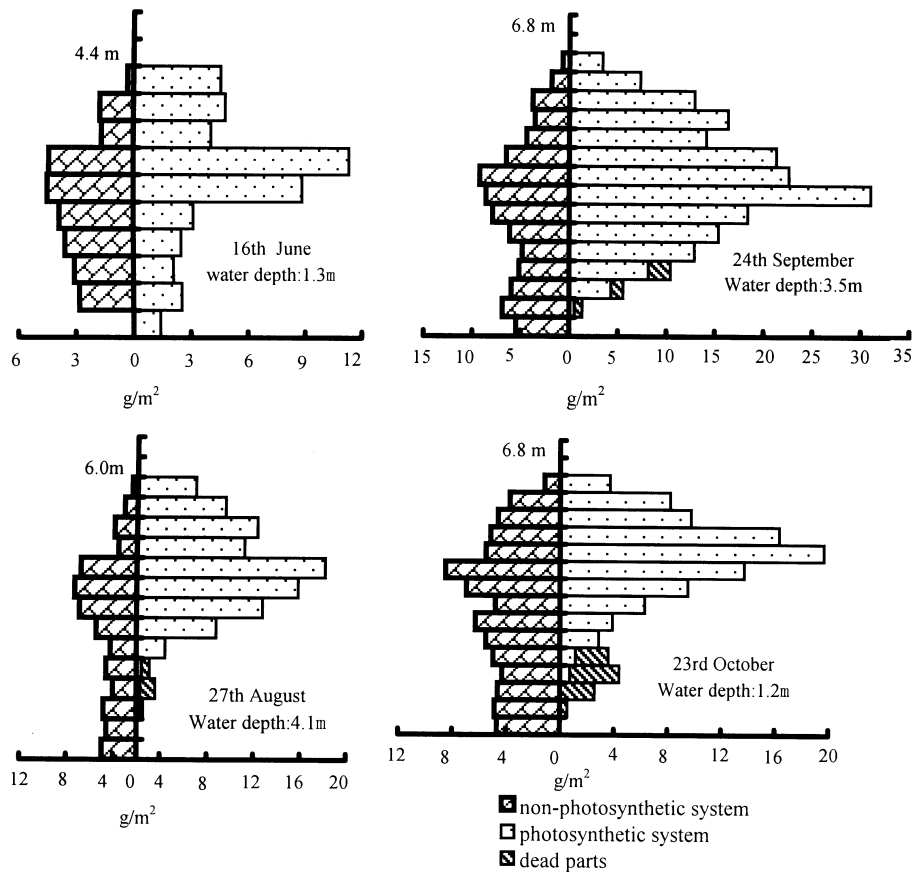 4.4 m
16th June
water depth:1.3m
6 3 0 3 6 9 12
g/m²
6.8 m
24th September
Water depth:3.5m
15 10 5 0 5 10 15 20 25 30 35
g/m²
6.0m
27th August
Water depth:4.1m
12 8 4 0 4 8 12 16 20
g/m²
6.8 m
23rd October
Water depth:1.2m
12 8 4 0 4 8 12 16 20
g/m²
non-photosynthetic system
photosynthetic system
dead parts